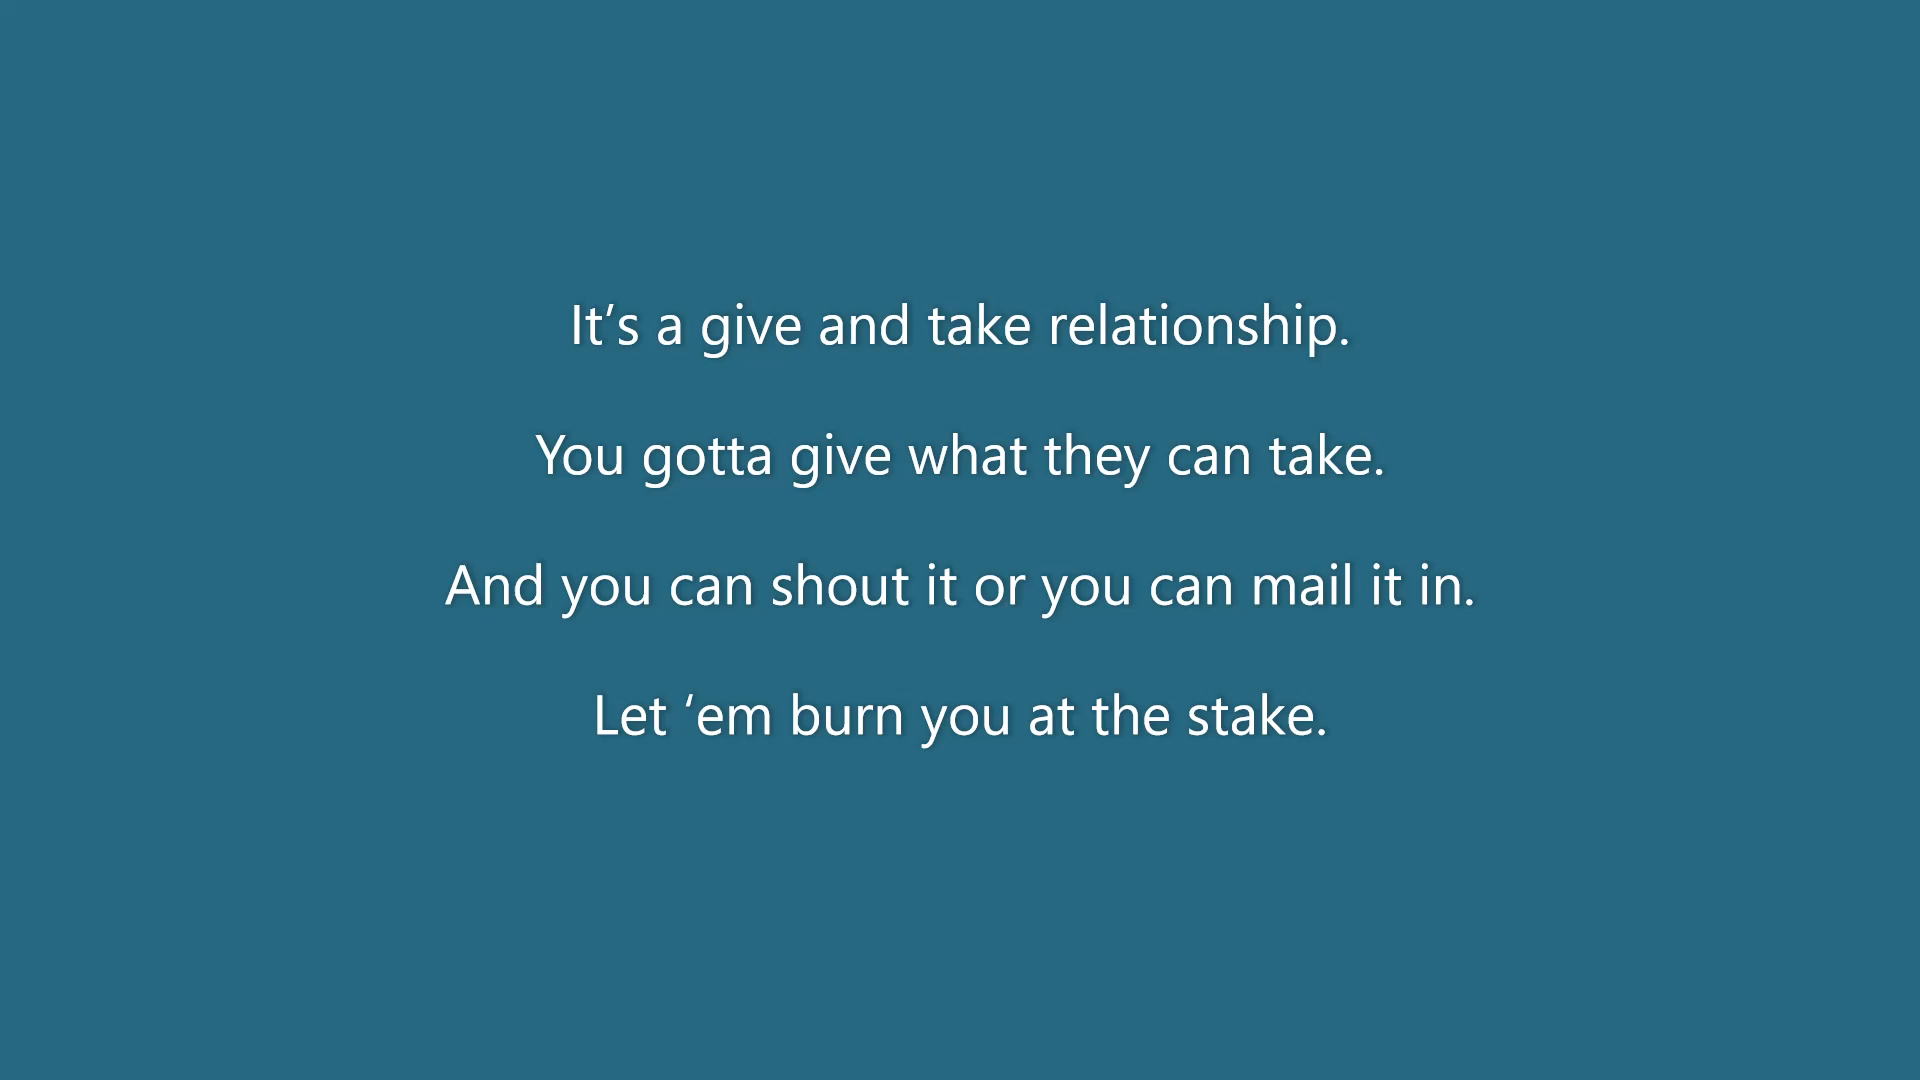 It’s a give and take relationship.
You gotta give what they can take.
And you can shout it or you can mail it in.
Let ‘em burn you at the stake.